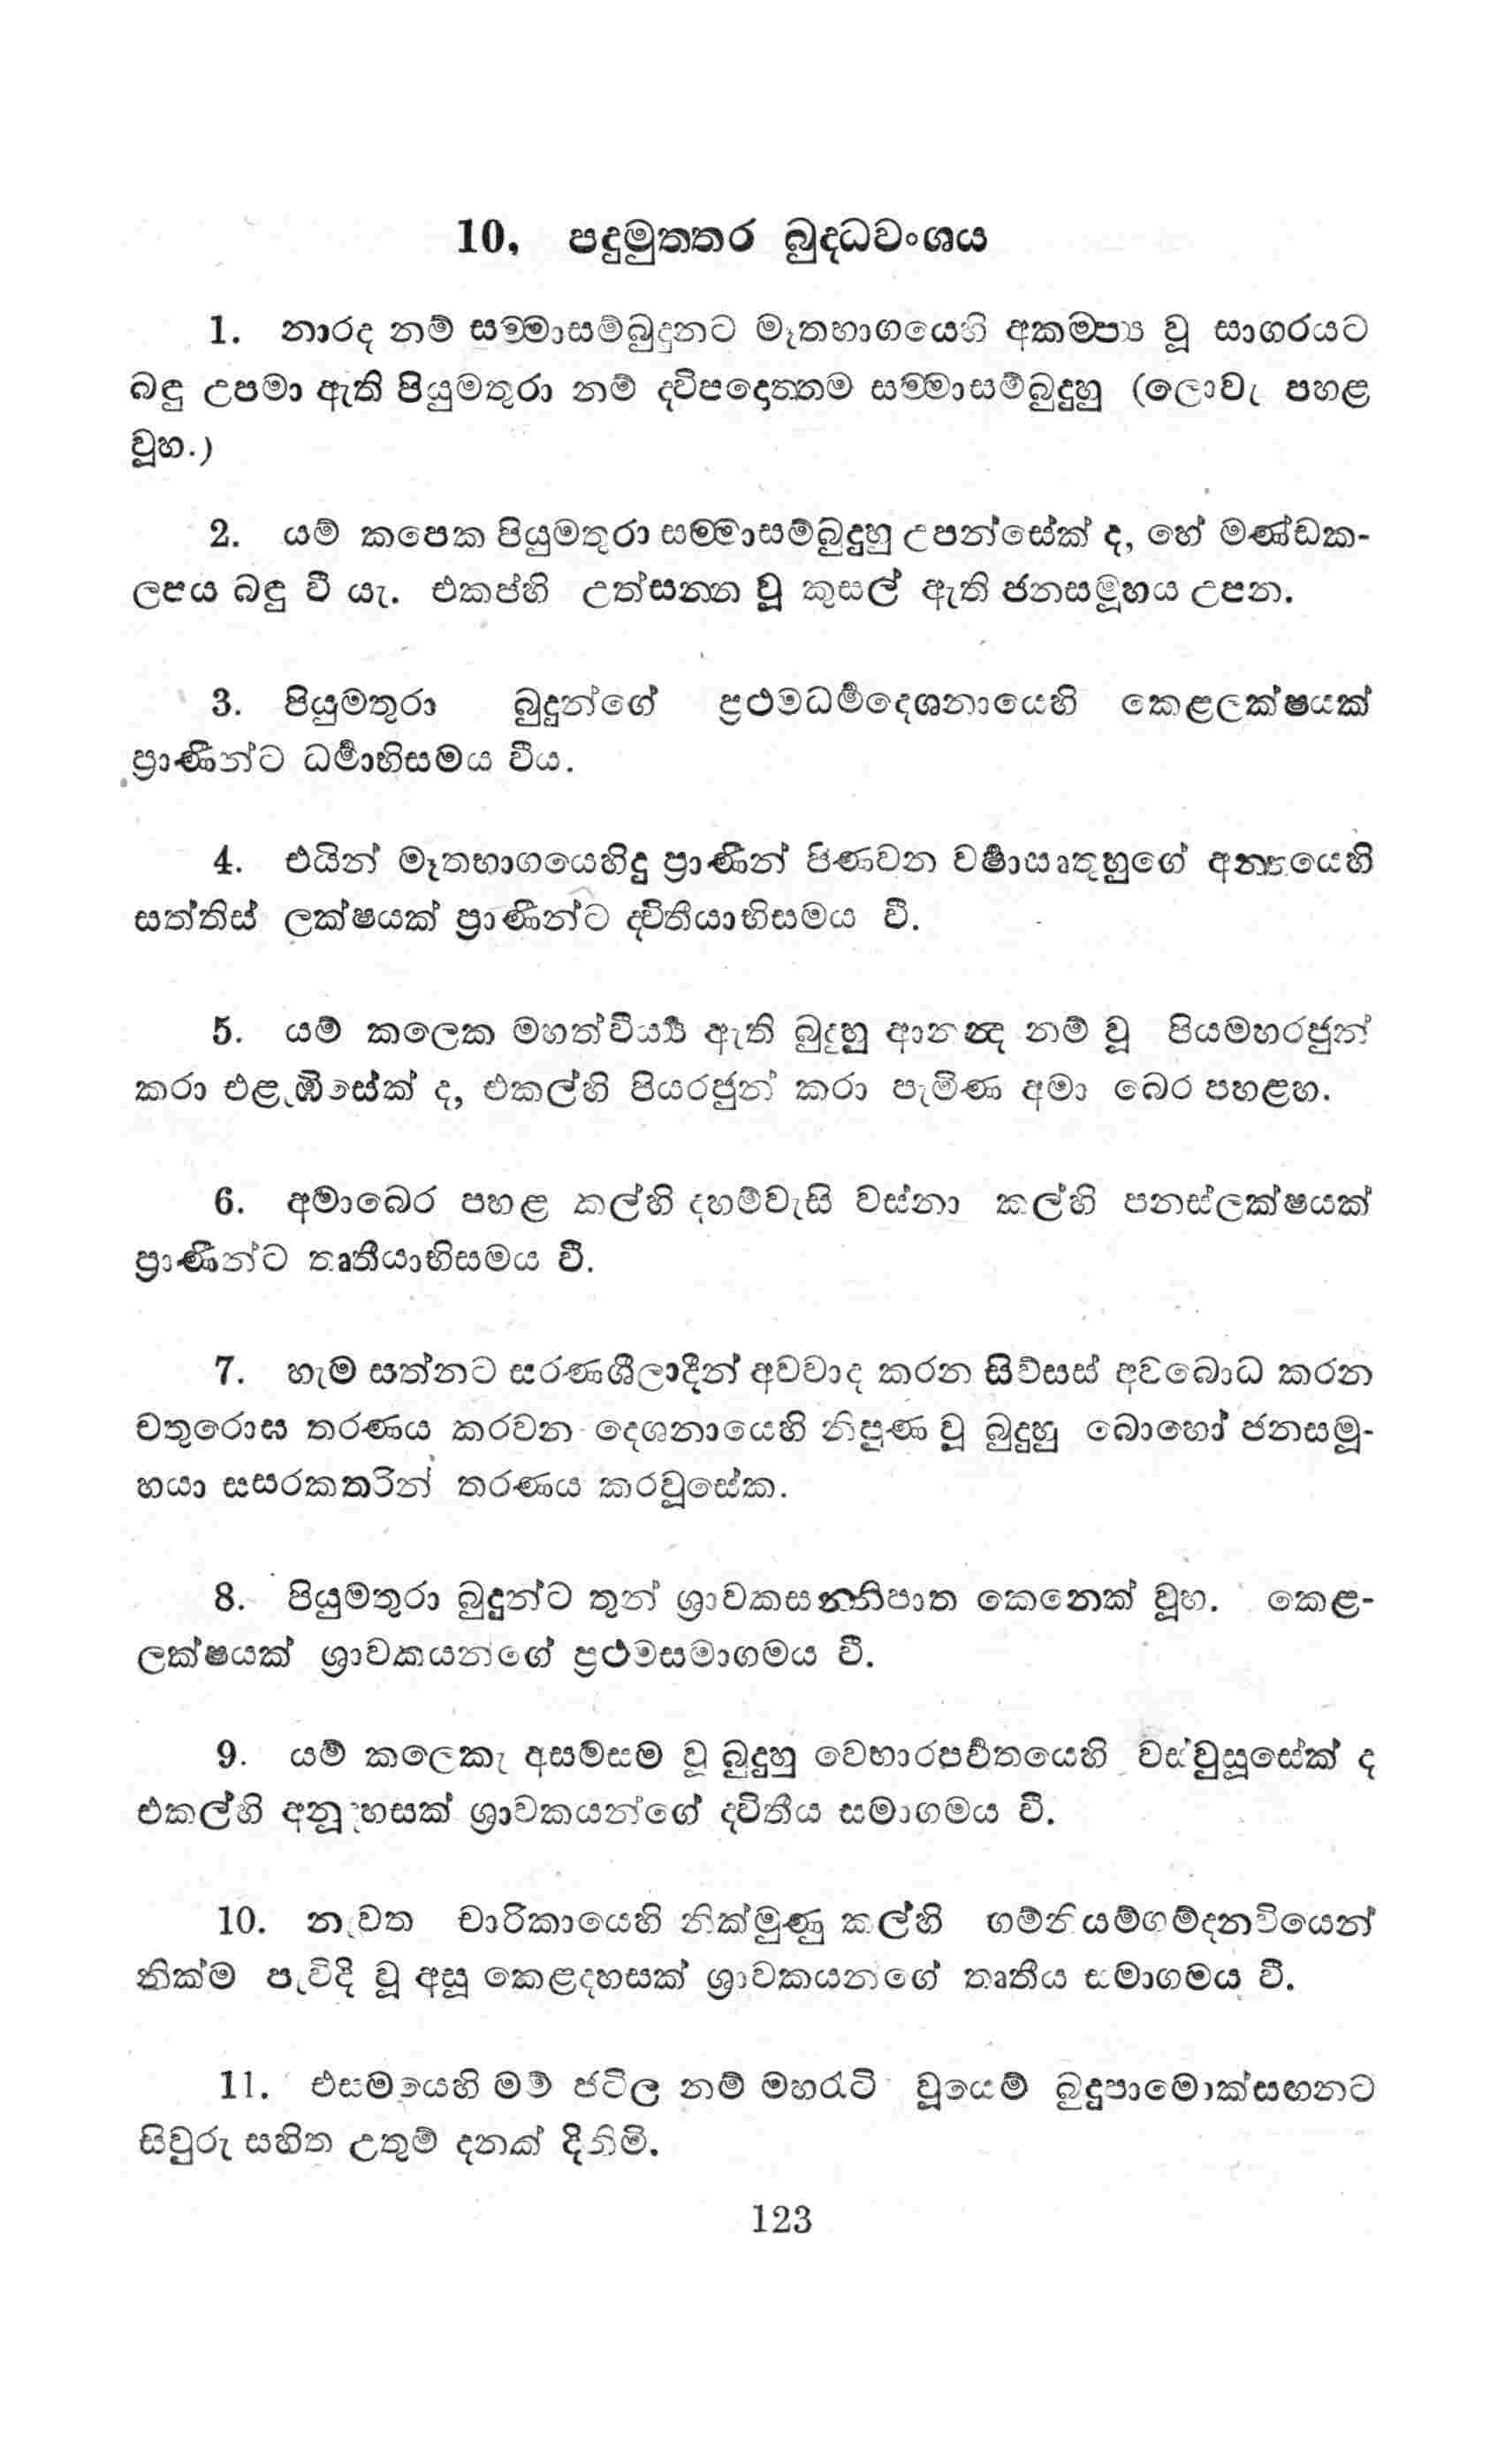 10. පදුමුත්තර බුද්ධවංශය
1. නාරද නම් සම්මාසම්බුදුනට මෑතභාගයෙහි අකම්ප්‍ය වූ සාගරයට
බඳු උපමා ඇති පියුමතුරා නම් ද්විපදොත්තම සම්මාසම්බුදුහු (ලොවැ පහළ
වූහ.)
2. යම් කපෙක පියුමතුරා සම්මාසම්බුදුහු උපන්සේක් ද, හේ මණ්ඩක-
ල්පය බඳු වී යැ. එකප්හි උත්සන්න වූ කුසල් ඇති ජනසමූහය උපන.
3. පියුමතුරා බුදුන්ගේ ප්‍රථමධර්මදෙශනායෙහි කෙළලක්ෂයක්
ප්‍රාණීන්ට ධර්මාභිසමය වීය.
4. එයින් මෑතභාගයෙහිදු ප්‍රාණීන් පිණවන වර්ෂාඍතුහුගේ අත්‍යයෙහි
සත්තිස් ලක්ෂයක් ප්‍රාණීන්ට ද්විතීයාභිසමය වී.
5. යම් කලෙක මහත්වීර්‍ය්‍ය ඇති බුදුහු ආනන්ද නම් වූ පියමහරජුන්
කරා එළැඹිසේක් ද, එකල්හි පියරජුන් කරා පැමිණ අමා බෙර පහළහ.
6. අමාබෙර පහළ කල්හි දහම්වැසි වස්නා කල්හි පනස්ලක්ෂයක්
ප්‍රාණීන්ට තෘතීයාභිසමය වී.
7. හැම සත්නට සරණශීලාදීන් අවවාද කරන සිව්සස් අවබොධ කරන
චතුරොඝ තරණය කරවන දෙශනායෙහි නිපුණ වූ බුදුහු බොහෝ ජනසමූ-
හයා සසරකතරින් තරණය කරවූසේක.
8. පියුමතුරා බුදුන්ට තුන් ශ්‍රාවකසන්නිපාත කෙනෙක් වූහ. කෙළ-
ලක්ෂයක් ශ්‍රාවකයන්ගේ ප්‍රථමසමාගමය වී.
9. යම් කලෙකැ අසමසම වූ බුදුහු වෙභාරපර්වතයෙහි වස්වුසූසේක් ද
එකල්හි අනූදහසක් ශ්‍රාවකයන්ගේ ද්විතීය සමාගමය වී.
10. නැවත චාරිකායෙහි නික්මුණු කල්හි ගම්නියම්ගම්දනවියෙන්
නික්ම පැවිදි වූ අසූ කෙළදහසක් ශ්‍රාවකයන්ගේ තෘතීය සමාගමය වී.
11. එසමයෙහි මම් ජටිල නම් මහරැටි වූයෙම් බුදුපාමොක්සඟනට
සිවුරු සහිත උතුම් දනක් දිනිමි.
123